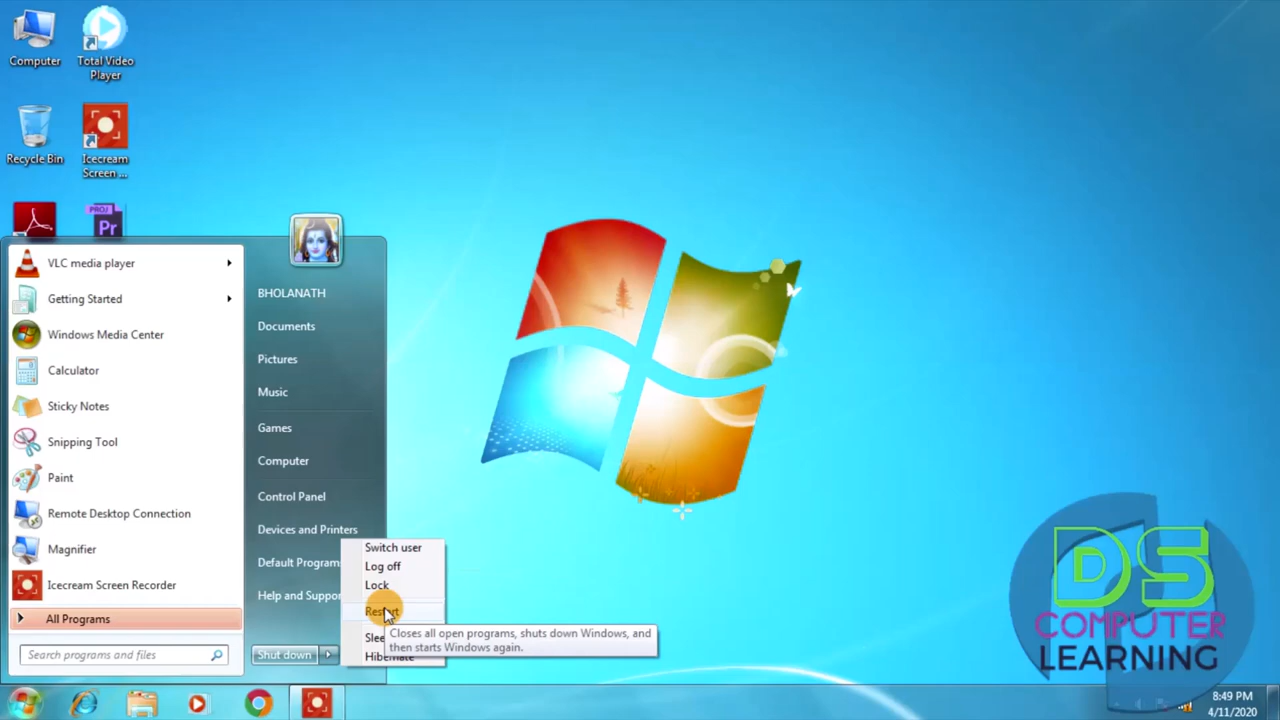 Computer
Total Video
Player
Recycle Bin
Icecream
Screen ...
PROJ
Pr
VLC media player
Getting Started
Windows Media Center
Calculator
Sticky Notes
Snipping Tool
Paint
Remote Desktop Connection
Magnifier
Icecream Screen Recorder
All Programs
Search programs and files
BHOLANATH
Documents
Pictures
Music
Games
Computer
Control Panel
Devices and Printers
Default Program
Help and Suppor
Shut down
Switch user
Log off
Lock
Restart
Slee
Hibernate
Closes all open programs, shuts down Windows, and
then starts Windows again.
DS
COMPUTER
LEARNING
8:49 PM
4/11/2020